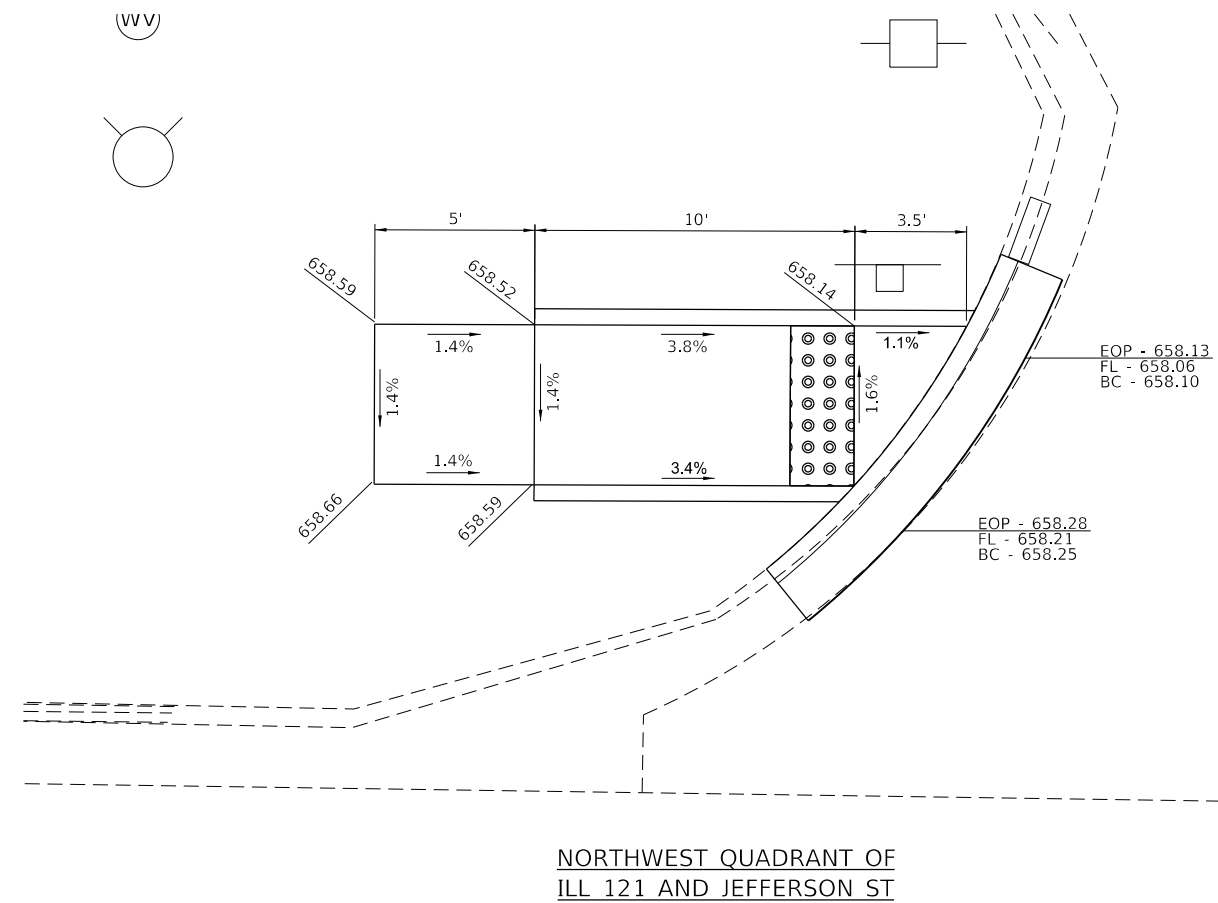 WV
5'
10'
3.5'
658.59
658.52
658.14
1.4%
3.8%
1.1%
1.4%
1.4%
1.6%
1.4%
3.4%
658.66
658.59
EOP - 658.13
FL - 658.06
BC - 658.10
EOP - 658.28
FL - 658.21
BC - 658.25
NORTHWEST QUADRANT OF
ILL 121 AND JEFFERSON ST